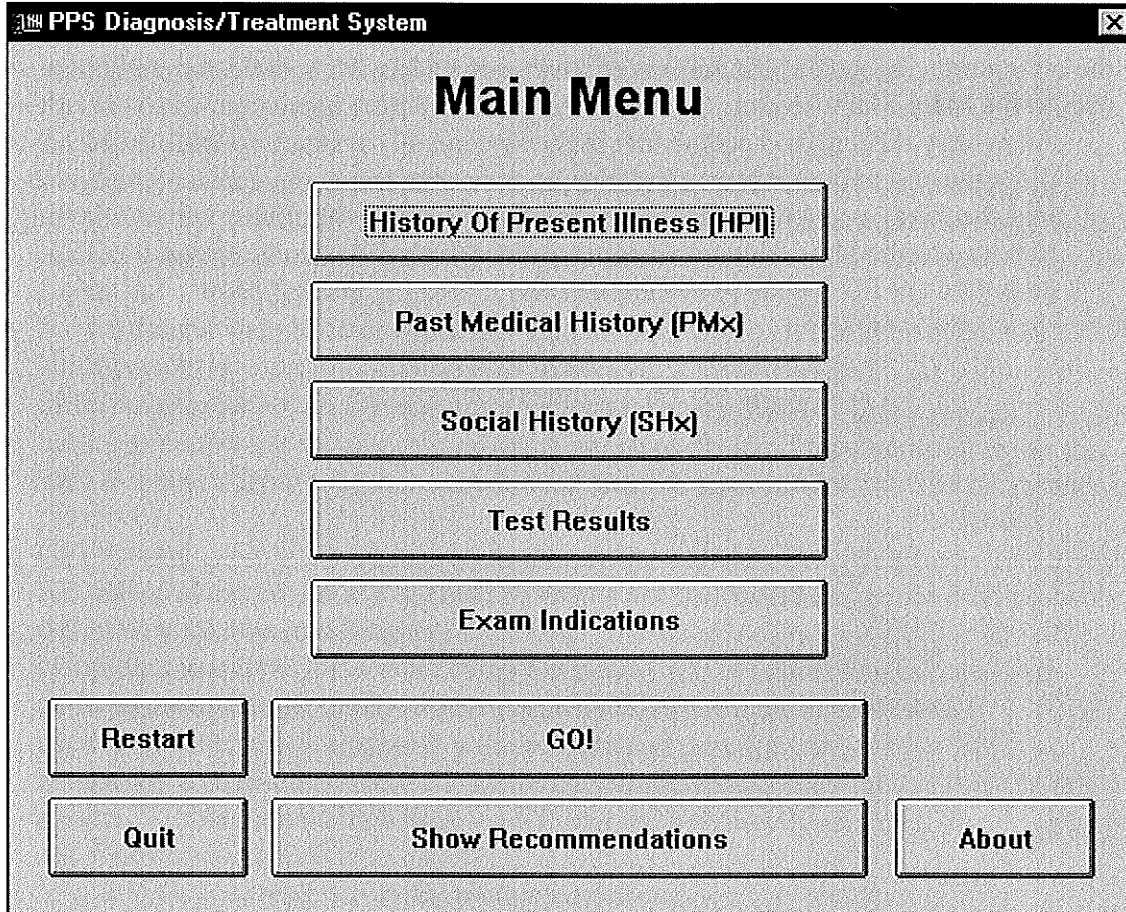 PPS Diagnosis/Treatment System
Main Menu
History Of Present Illness (HPI)
Past Medical History (PMx)
Social History (SHx)
Test Results
Exam Indications
Restart
GO!
Quit
Show Recommendations
About